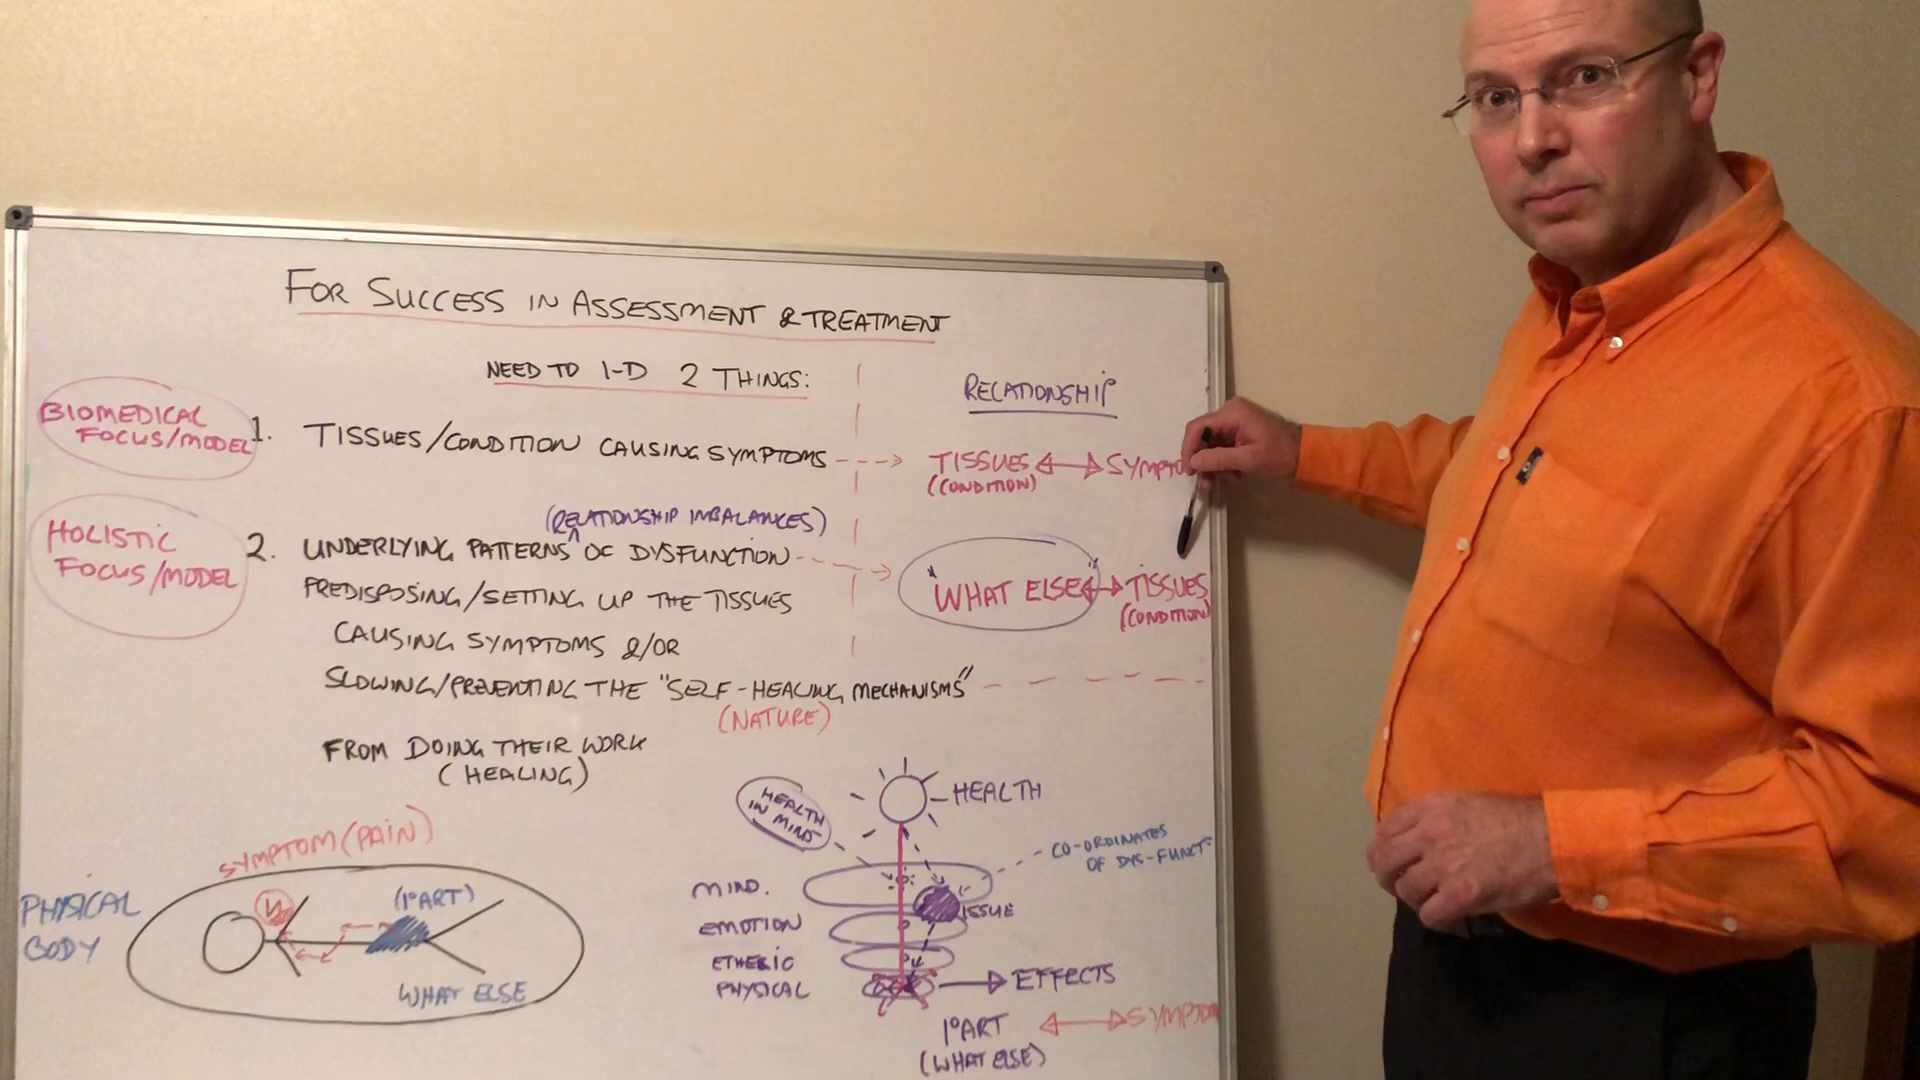 FOR SUCCESS IN ASSESSMENT & TREATMENT
NEED TO I-D 2 THINGS:
RELATIONSHIP
BIOMEDICAL
FOCUS/MODEL
1. TISSUES/CONDITION CAUSING SYMPTOMS
TISSUES
(CONDITION)
HOLISTIC
FOCUS/MODEL
(RELATIONSHIP IMBALANCES)
2. UNDERLYING PATTERNS OF DYSFUNCTION
PREDISPOSING/SETTING UP THE TISSUES
CAUSING SYMPTOMS &/OR
SLOWING/PREVENTING THE "SELF-HEALING MECHANISMS"
(NATURE)
FROM DOING THEIR WORK
(HEALING)
"WHAT ELSE" TISSUES
(CONDITION)
SYMPTOM (PAIN)
PHYSICAL
BODY
(1°ART)
WHAT ELSE
HEALTH
IN MIND
HEALTH
CO-ORDINATES
OF DYS-FUNCT
MIND.
ISSUE
EMOTION
ETHERIC
PHYSICAL
EFFECTS
1°ART SYMPTOM
(WHAT ELSE)